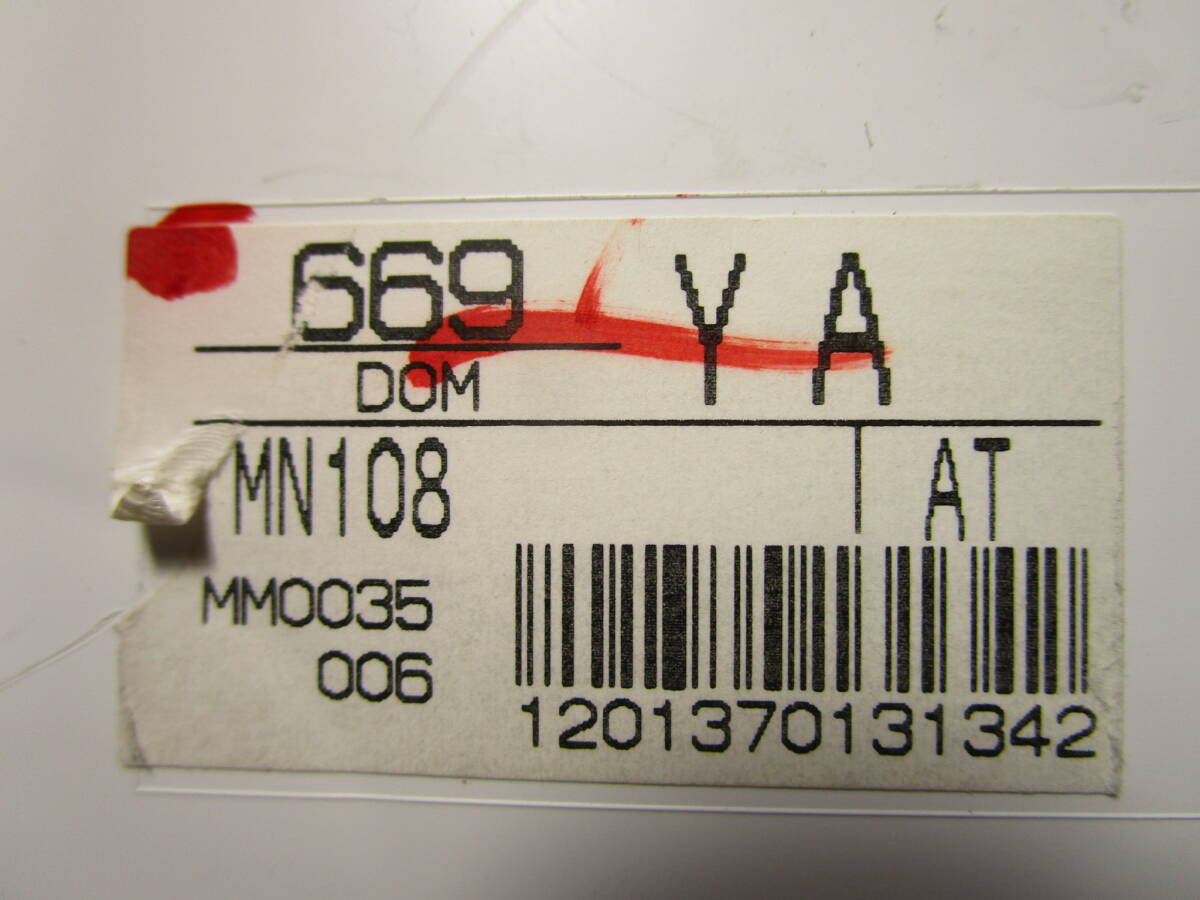 669 YA
DOM
MN108 AT
MM0035
006
1201370131342